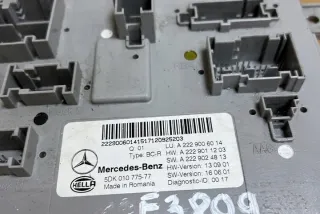 22290060141517120925203
Q 01
Type: BC-R
LU: A 222 900 60 14
HW: A 222 901 12 03
SW: A 222 902 48 13
Mercedes-Benz
5DK 010 775-77
Made in Romania
HELLA
HW-Version: 13.09.01
SW-Version: 16.06.01
Diagnostic-ID: 00 17